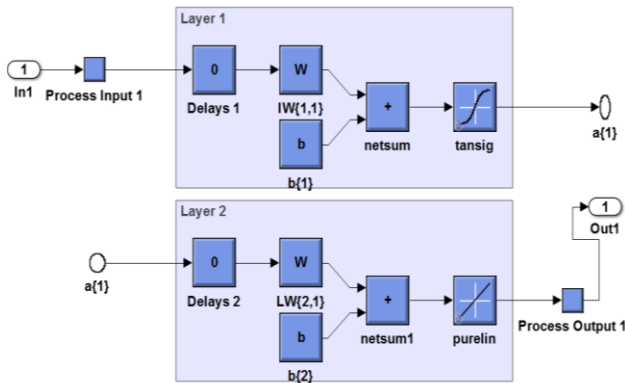 Layer 1
1
In1
Process Input 1
0
Delays 1
W
IW{1,1}
b
b{1}
+
netsum
tansig
a{1}
Layer 2
a{1}
0
Delays 2
W
LW{2,1}
b
b{2}
+
netsum1
purelin
Process Output 1
1
Out1